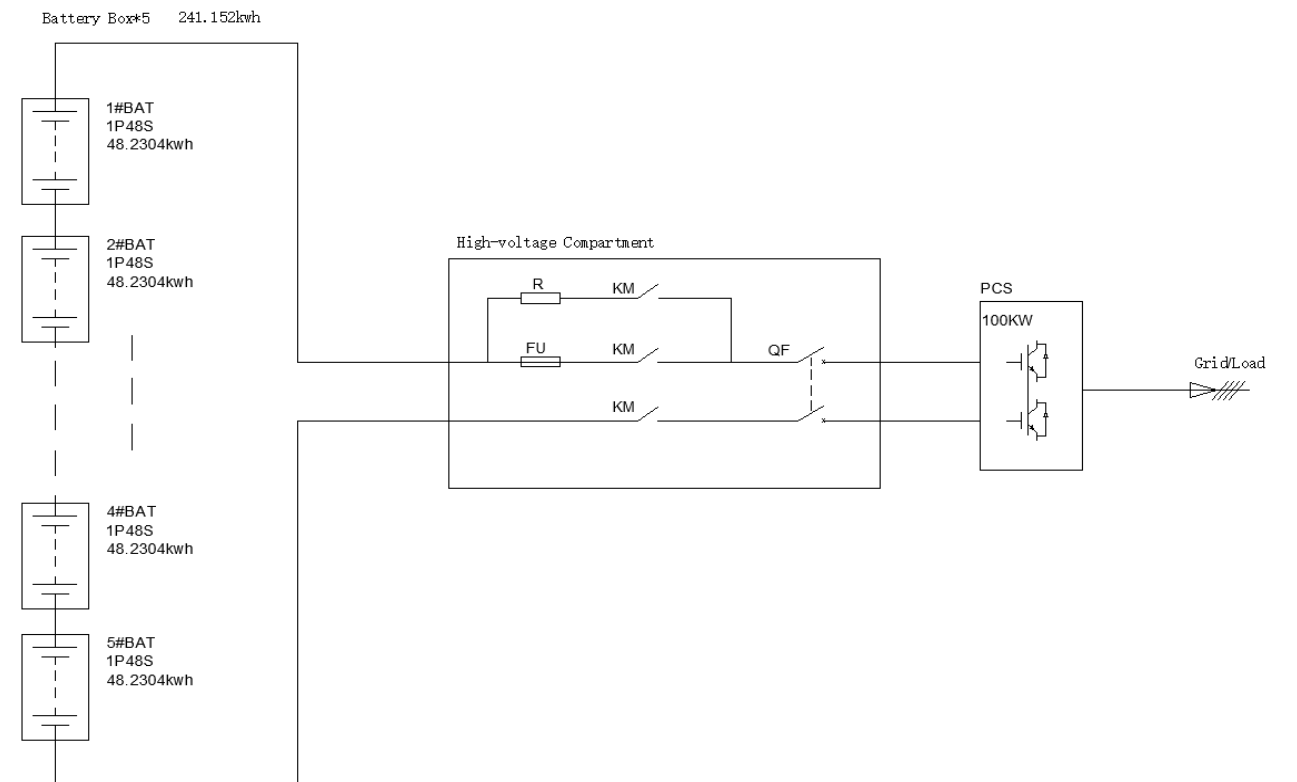 Battery Box*5 241.152kwh
1#BAT
1P48S
48.2304kwh
2#BAT
1P48S
48.2304kwh
4#BAT
1P48S
48.2304kwh
5#BAT
1P48S
48.2304kwh
High-voltage Compartment
R KM
FU KM QF
KM
PCS
100KW
Grid/Load